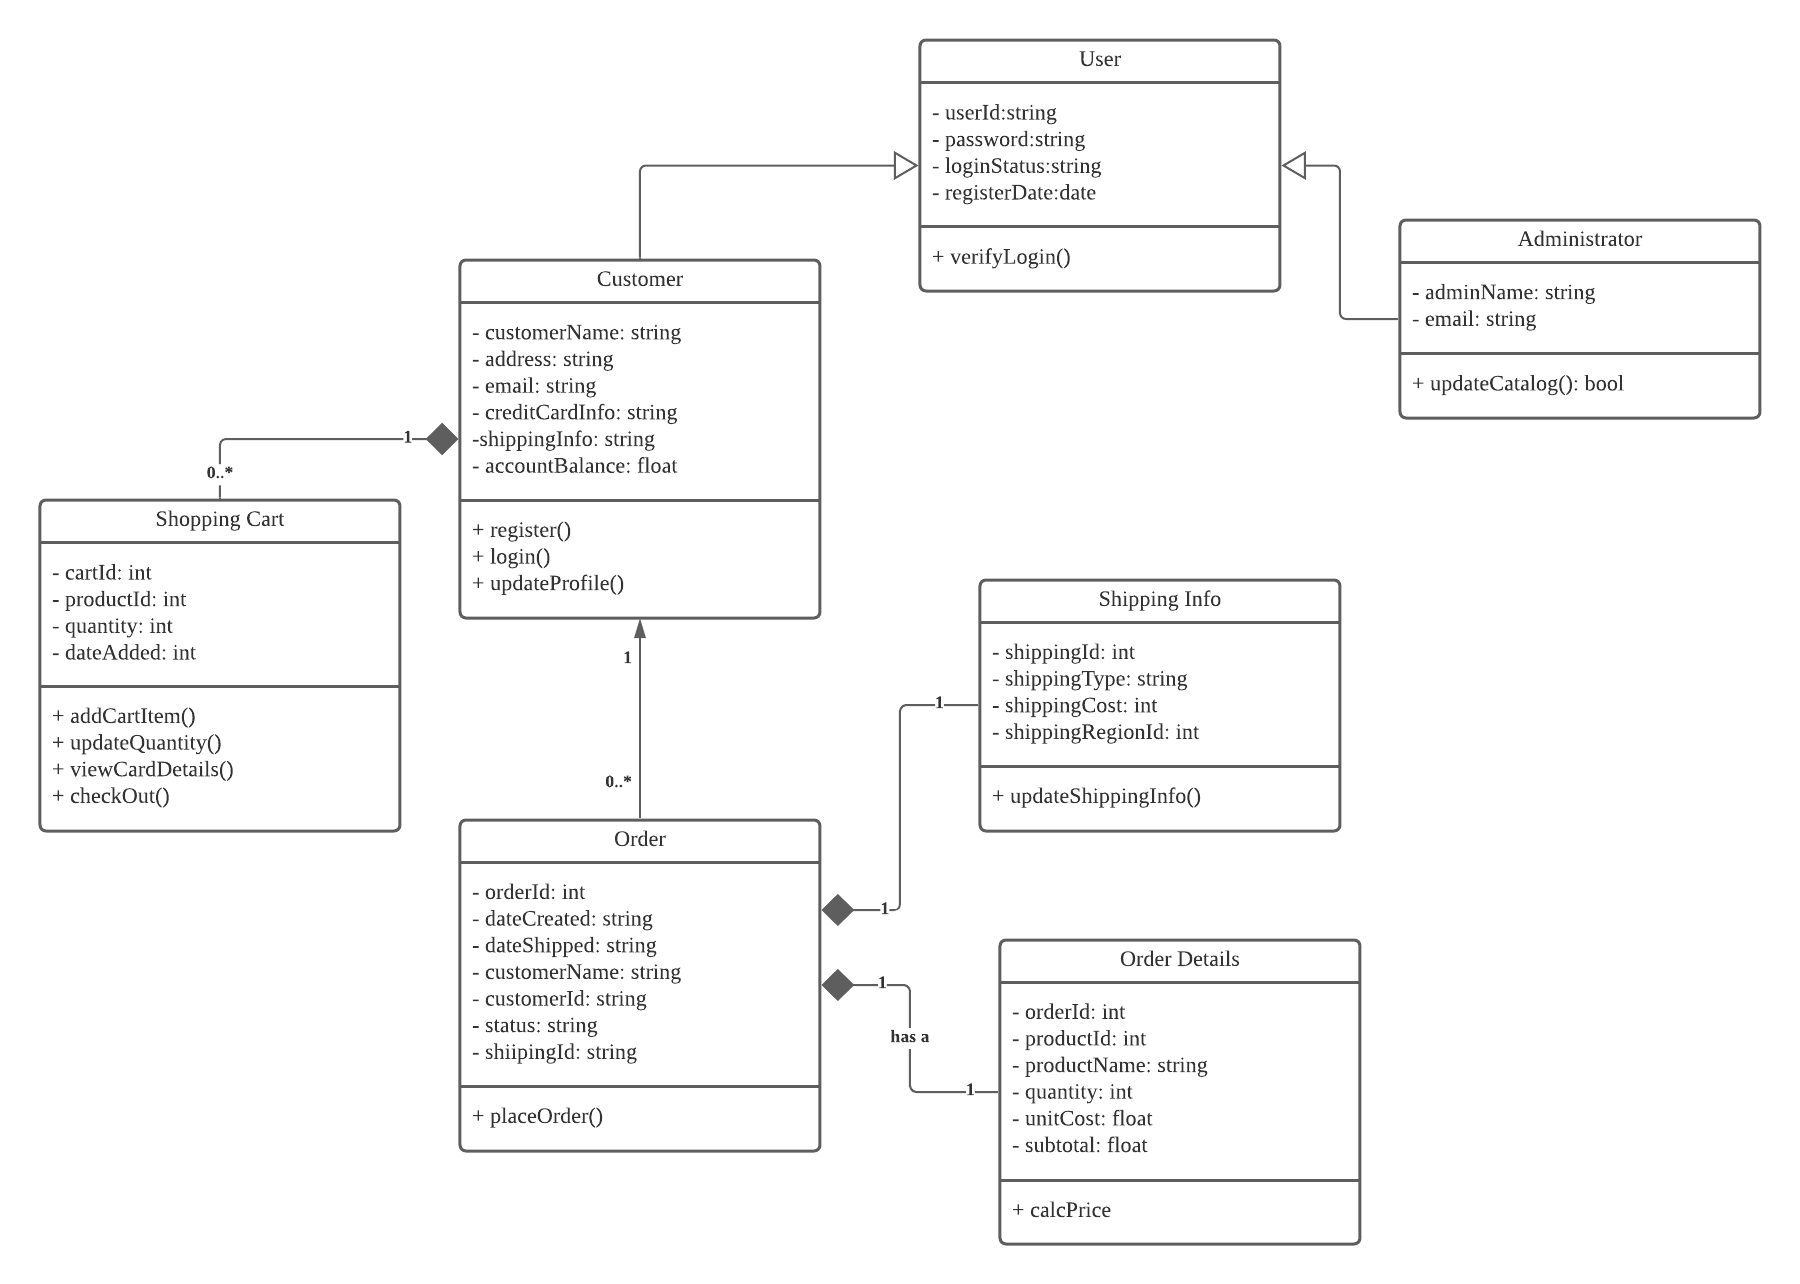 User
- userId:string
- password:string
- loginStatus:string
- registerDate:date
+ verifyLogin()
Administrator
- adminName: string
- email: string
+ updateCatalog(): bool
Customer
- customerName: string
- address: string
- email: string
- creditCardInfo: string
-shippingInfo: string
- accountBalance: float
+ register()
+ login()
+ updateProfile()
1
0..*
Shopping Cart
- cartId: int
- productId: int
- quantity: int
- dateAdded: int
+ addCartItem()
+ updateQuantity()
+ viewCardDetails()
+ checkOut()
1
0..*
Shipping Info
- shippingId: int
- shippingType: string
- shippingCost: int
- shippingRegionId: int
+ updateShippingInfo()
1
1
Order
- orderId: int
- dateCreated: string
- dateShipped: string
- customerName: string
- customerId: string
- status: string
- shiipingId: string
+ placeOrder()
1
has a
1
Order Details
- orderId: int
- productId: int
- productName: string
- quantity: int
- unitCost: float
- subtotal: float
+ calcPrice